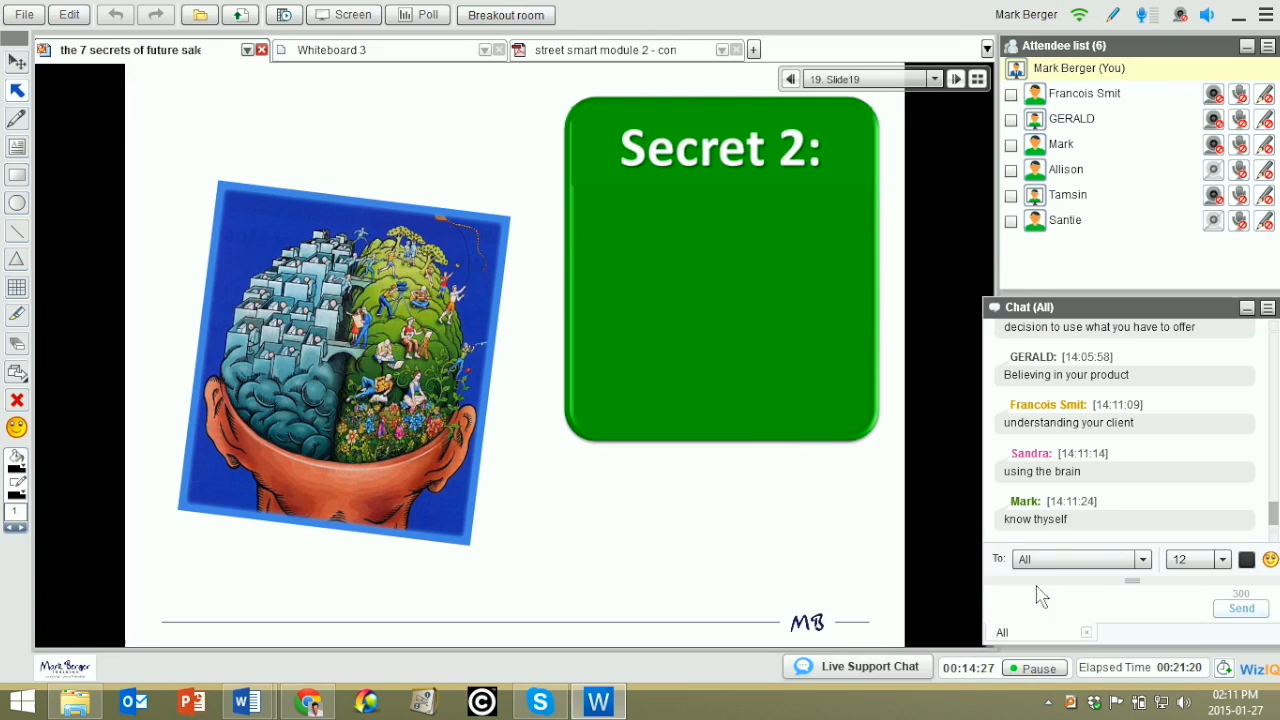 File
Edit
Screen
Poll
Breakout room
Mark Berger
the 7 secrets of future sale
Whiteboard 3
street smart module 2 - con
Attendee list (6)
Mark Berger (You)
Francois Smit
GERALD
Mark
Allison
Tamsin
Santie
19. Slide19
Secret 2:
MB
Chat (All)
decision to use what you have to offer
GERALD: [14:05:58]
Believing in your product
Francois Smit: [14:11:09]
understanding your client
Sandra: [14:11:14]
using the brain
Mark: [14:11:24]
know thyself
To: All 12
300
Send
All
1
Mark Berger
Live Support Chat
00:14:27
Pause
Elapsed Time 00:21:20
WizIQ
02:11 PM
2015-01-27